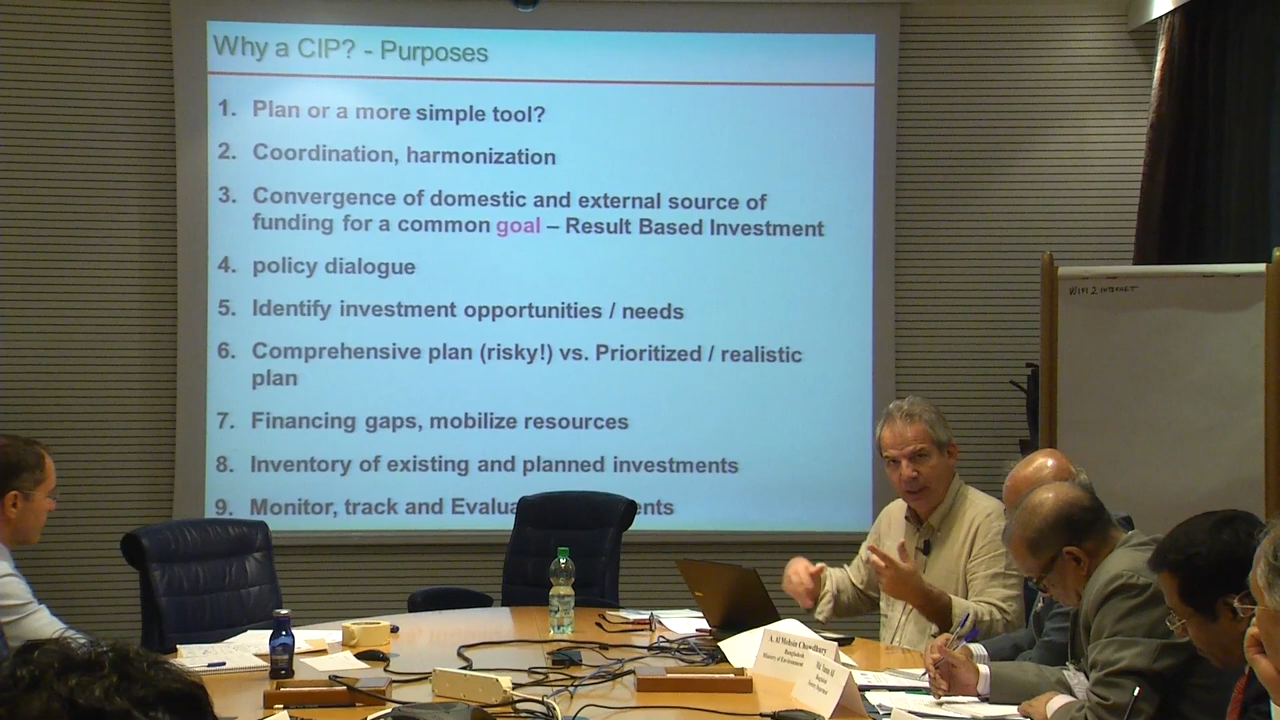 Why a CIP? - Purposes
1. Plan or a more simple tool?
2. Coordination, harmonization
3. Convergence of domestic and external source of
funding for a common goal – Result Based Investment
4. policy dialogue
5. Identify investment opportunities / needs
6. Comprehensive plan (risky!) vs. Prioritized / realistic
plan
7. Financing gaps, mobilize resources
8. Inventory of existing and planned investments
9. Monitor, track and Evalua ents
WIFI 2 INTERNET
A. Al Mohsin Chowdhury
Bangladesh
Ministry of Environment
Md.
Bangladesh